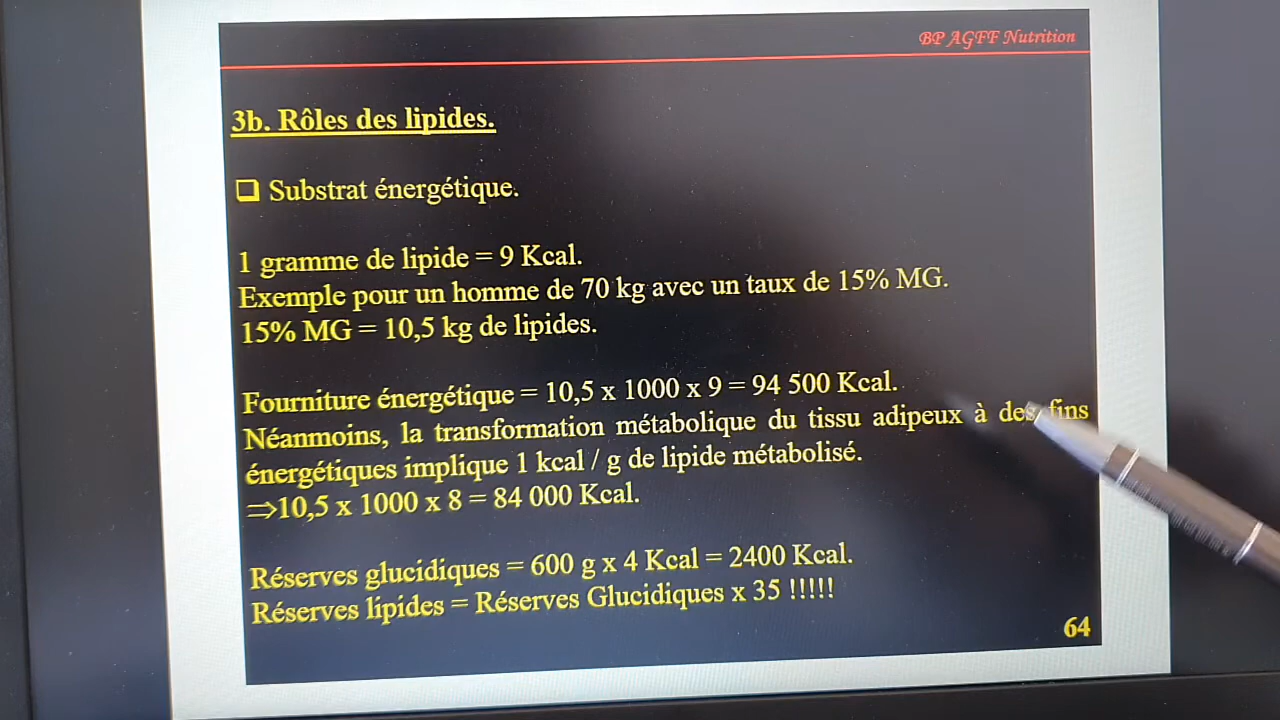 BP AGFF Nutrition
3b. Rôles des lipides.
❑ Substrat énergétique.
1 gramme de lipide = 9 Kcal.
Exemple pour un homme de 70 kg avec un taux de 15% MG.
15% MG = 10,5 kg de lipides.
Fourniture énergétique = 10,5 x 1000 x 9 = 94 500 Kcal.
Néanmoins, la transformation métabolique du tissu adipeux à des fins
énergétiques implique 1 kcal / g de lipide métabolisé.
⇒10,5 x 1000 x 8 = 84 000 Kcal.
Réserves glucidiques = 600 g x 4 Kcal = 2400 Kcal.
Réserves lipides = Réserves Glucidiques x 35 !!!!!
64